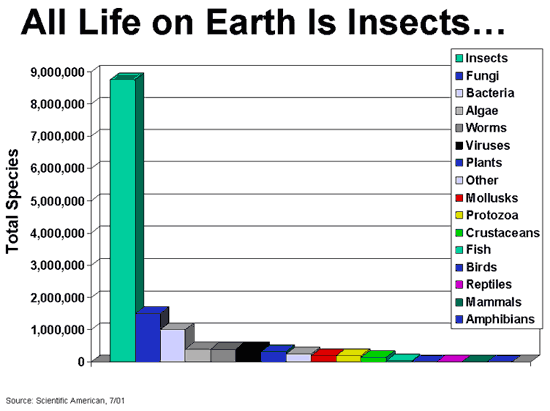 All Life on Earth Is Insects…
Total Species
9,000,000
8,000,000
7,000,000
6,000,000
5,000,000
4,000,000
3,000,000
2,000,000
1,000,000
0
Insects
Fungi
Bacteria
Algae
Worms
Viruses
Plants
Other
Mollusks
Protozoa
Crustaceans
Fish
Birds
Reptiles
Mammals
Amphibians
Source: Scientific American, 7/01